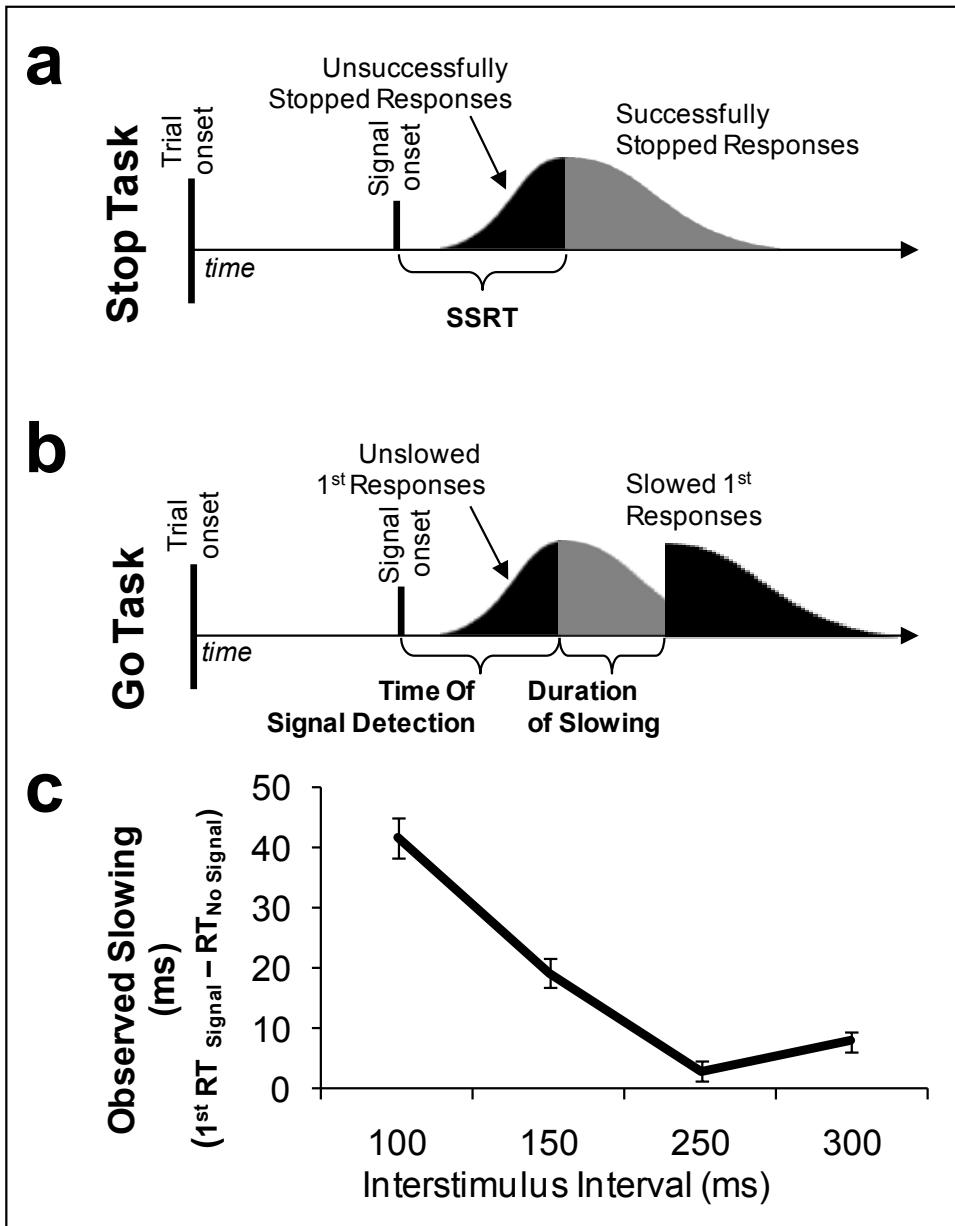 a
Stop Task
Trial
onset
Signal
onset
Unsuccessfully
Stopped Responses
Successfully
Stopped Responses
time
SSRT
b
Go Task
Trial
onset
Signal
onset
Unslowed
1st Responses
Slowed 1st
Responses
time
Time Of
Signal Detection
Duration
of Slowing
c
Observed Slowing
(ms)
(1st RT Signal – RT No Signal)
50
40
30
20
10
0
100 150 250 300
Interstimulus Interval (ms)